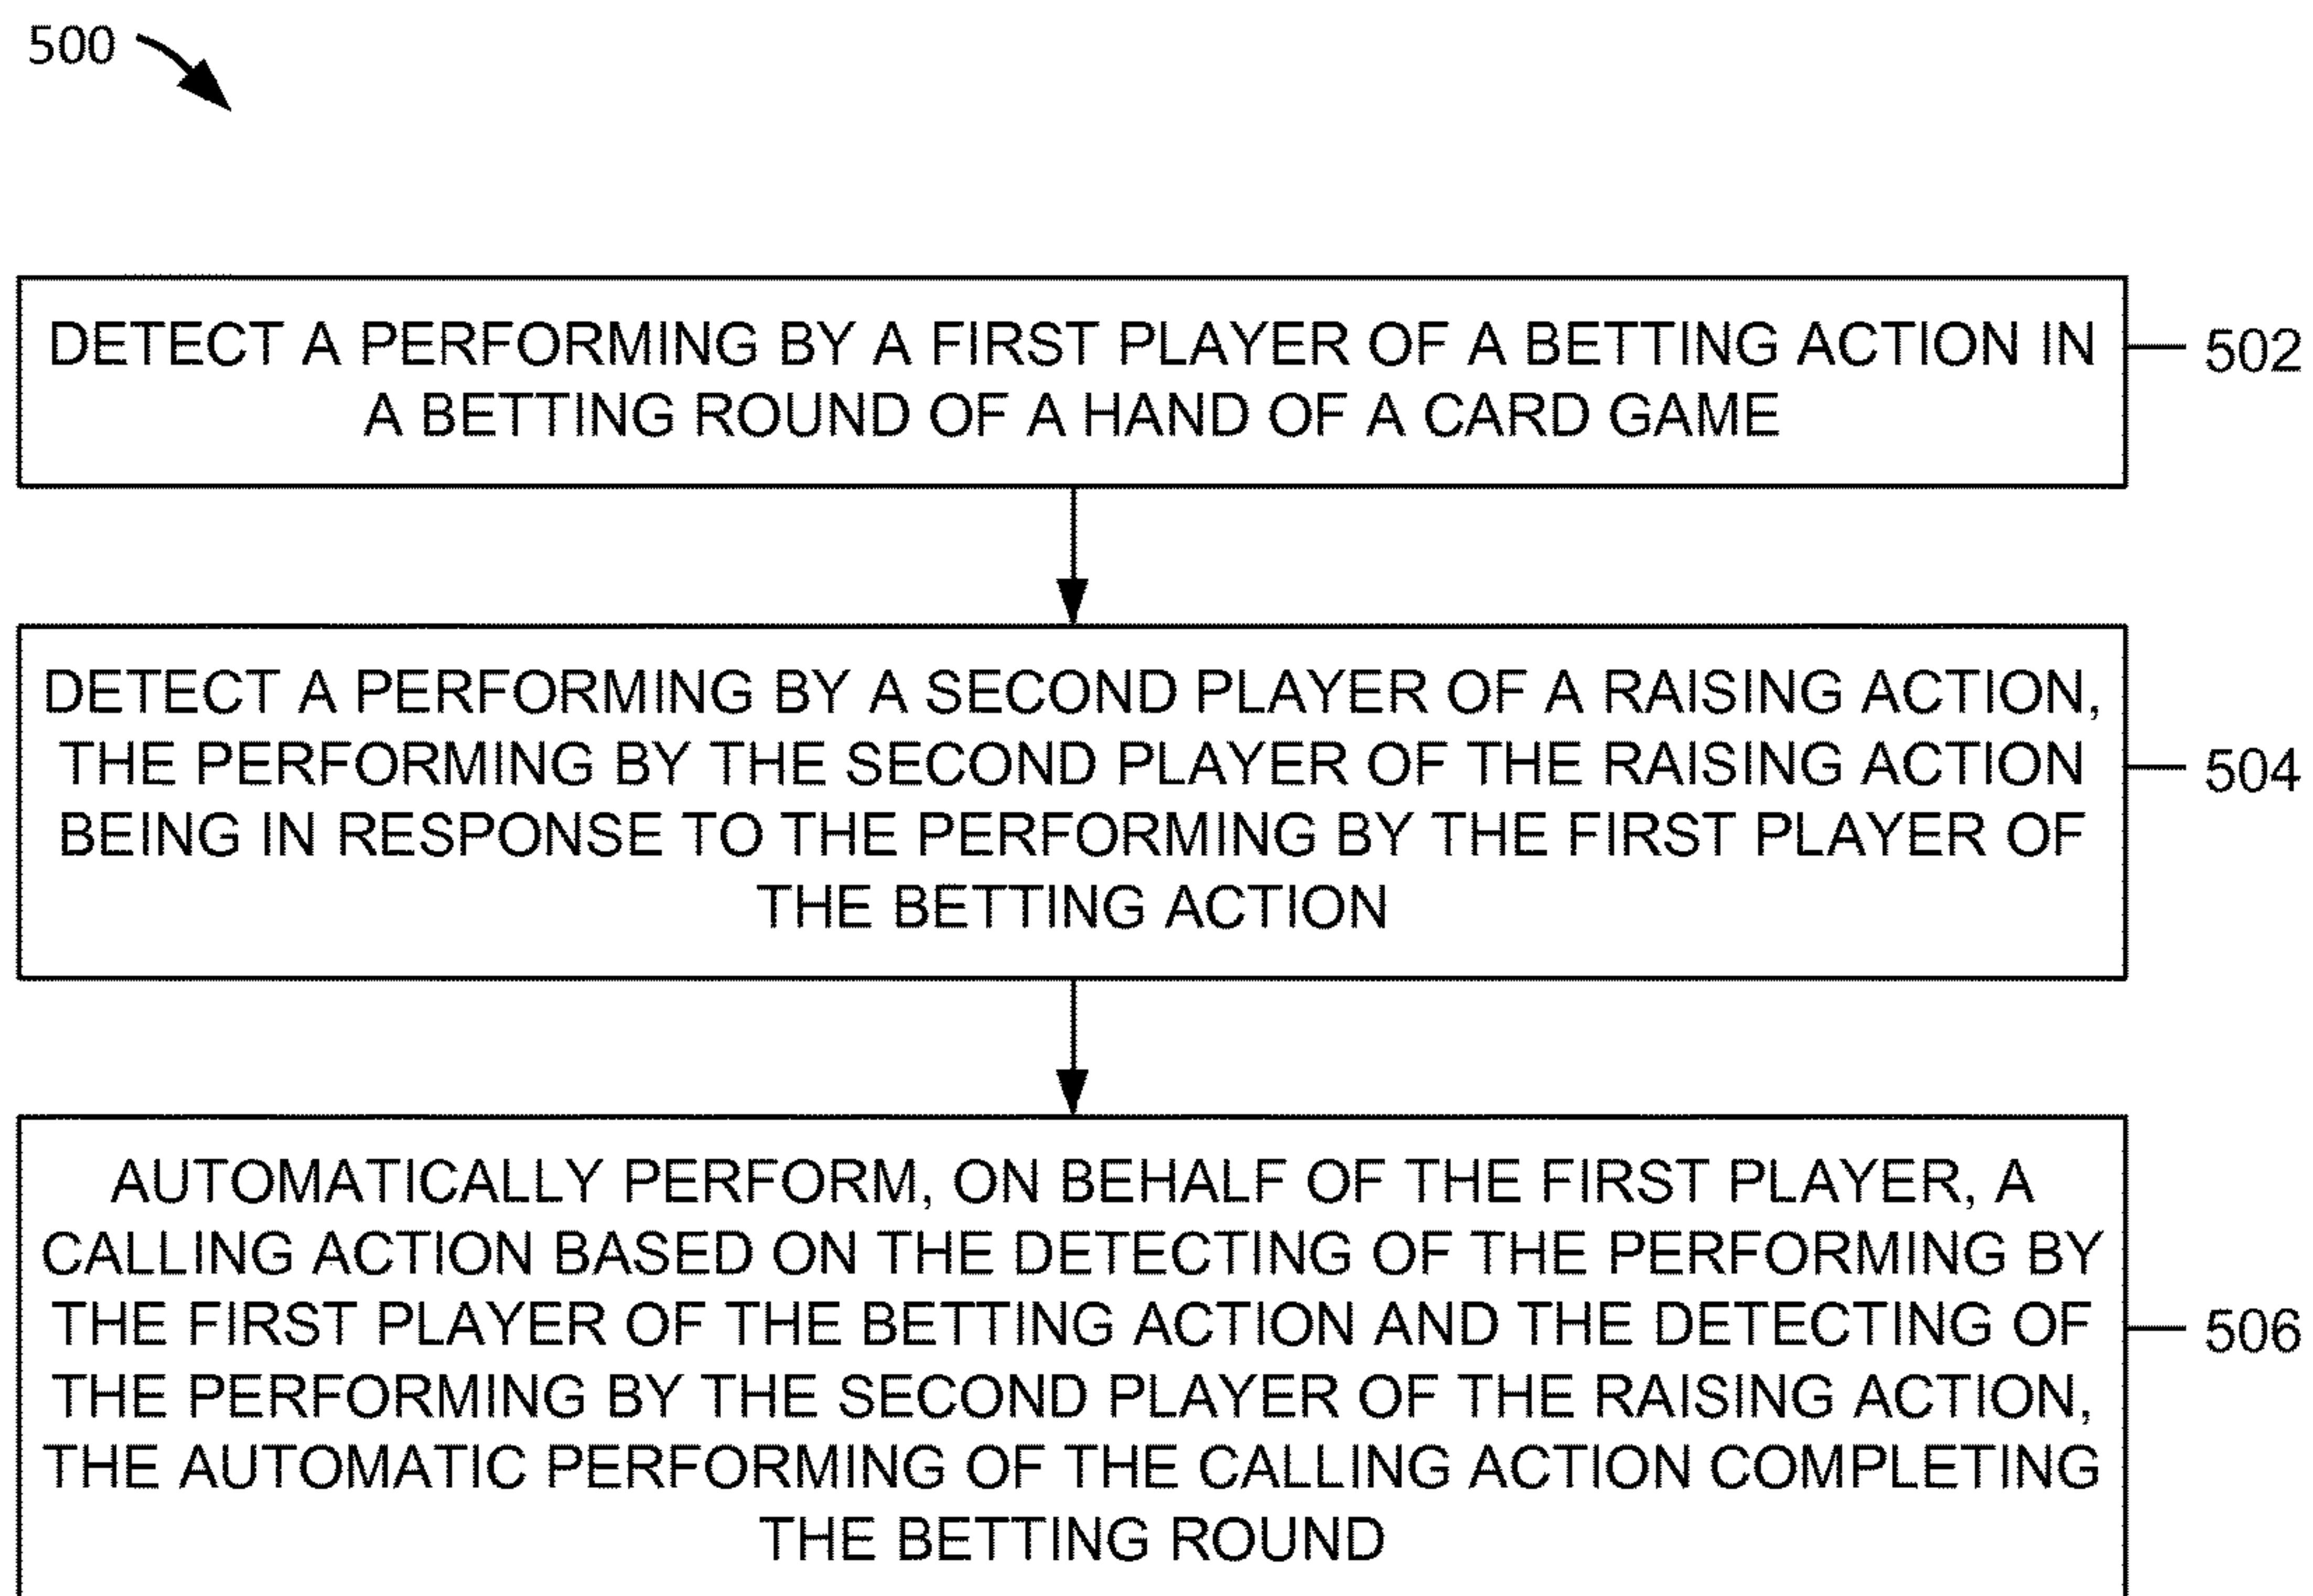 500
DETECT A PERFORMING BY A FIRST PLAYER OF A BETTING ACTION IN
A BETTING ROUND OF A HAND OF A CARD GAME
502
DETECT A PERFORMING BY A SECOND PLAYER OF A RAISING ACTION,
THE PERFORMING BY THE SECOND PLAYER OF THE RAISING ACTION
BEING IN RESPONSE TO THE PERFORMING BY THE FIRST PLAYER OF
THE BETTING ACTION
504
AUTOMATICALLY PERFORM, ON BEHALF OF THE FIRST PLAYER, A
CALLING ACTION BASED ON THE DETECTING OF THE PERFORMING BY
THE FIRST PLAYER OF THE BETTING ACTION AND THE DETECTING OF
THE PERFORMING BY THE SECOND PLAYER OF THE RAISING ACTION,
THE AUTOMATIC PERFORMING OF THE CALLING ACTION COMPLETING
THE BETTING ROUND
506